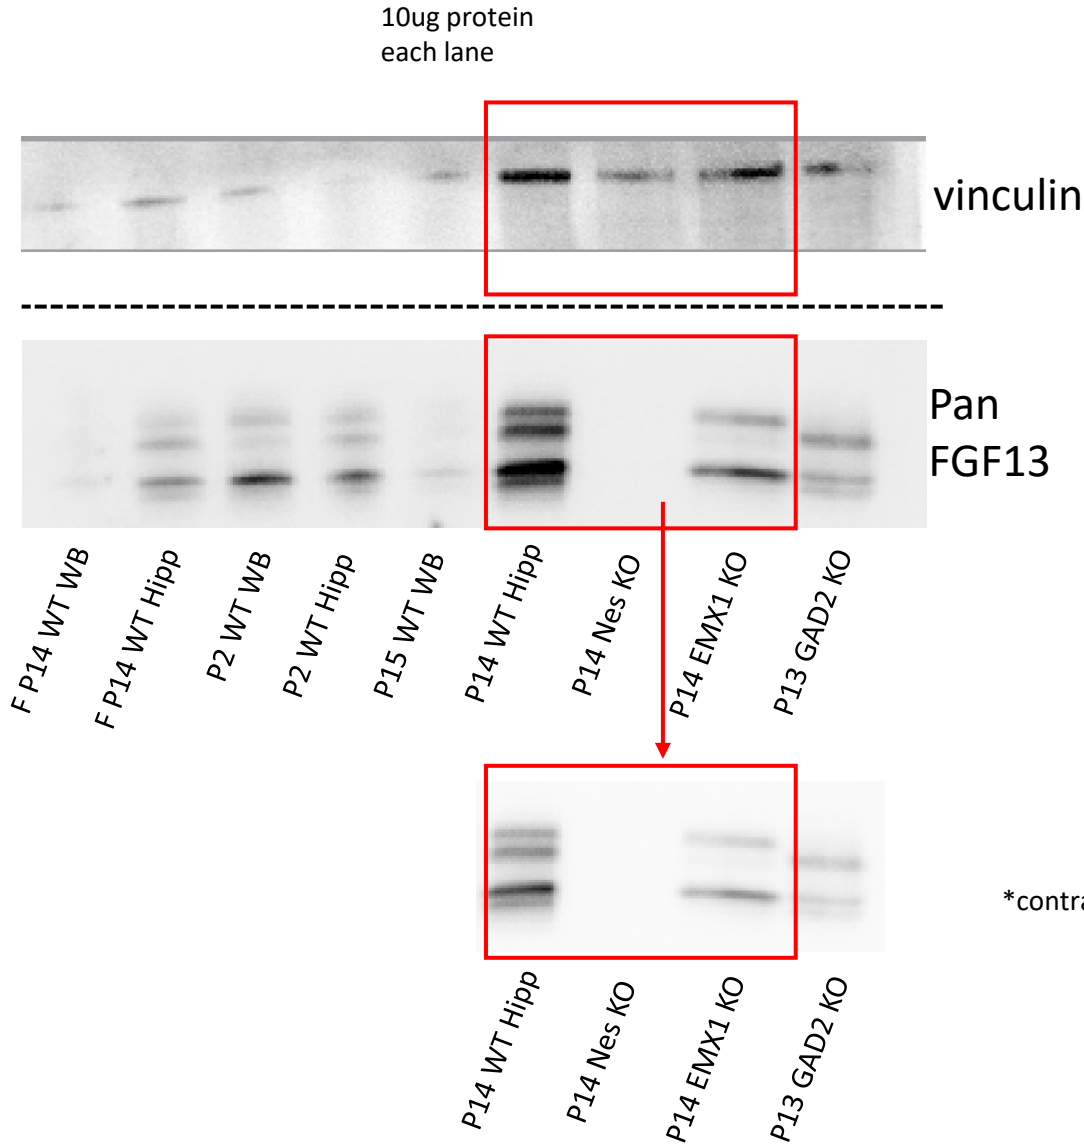 10ug protein
each lane
vinculin
Pan
FGF13
F P14 WT WB
F P14 WT Hipp
P2 WT WB
P2 WT Hipp
P15 WT WB
P14 WT Hipp
P14 Nes KO
P14 EMX1 KO
P13 GAD2 KO
P14 WT Hipp
P14 Nes KO
P14 EMX1 KO
P13 GAD2 KO